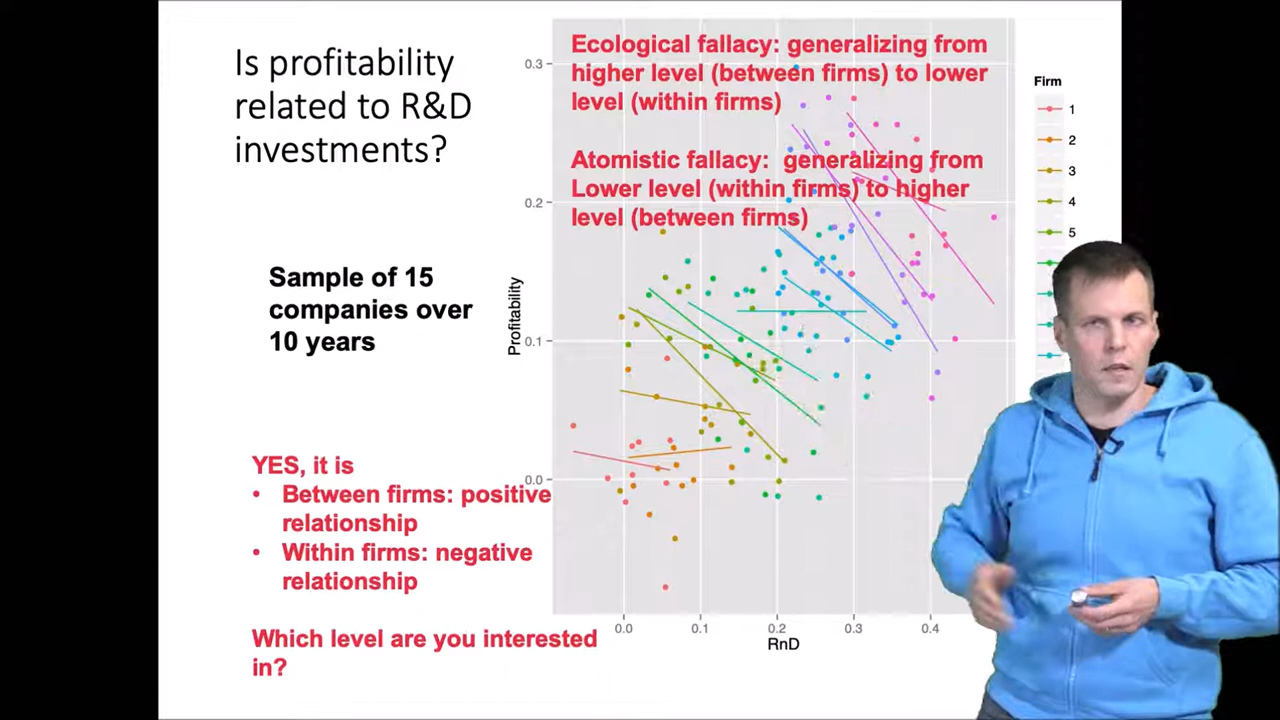 Is profitability
related to R&D
investments?
Sample of 15
companies over
10 years
YES, it is
• Between firms: positive
relationship
• Within firms: negative
relationship
Which level are you interested
in?
Ecological fallacy: generalizing from
higher level (between firms) to lower
level (within firms)
Atomistic fallacy: generalizing from
Lower level (within firms) to higher
level (between firms)
Profitability
0.3
0.2
0.1
0.0
0.0 0.1 0.2 0.3 0.4
RnD
Firm
1
2
3
4
5